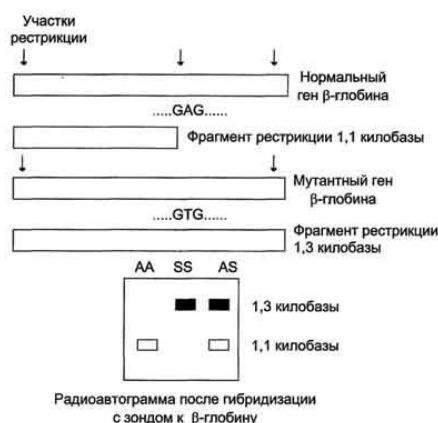 Участки
рестрикции
Нормальный
ген β-глобина
.....GAG......
Фрагмент рестрикции 1,1 килобазы
Мутантный ген
β-глобина
.....GTG......
Фрагмент рестрикции
1,3 килобазы
AA SS AS
1,3 килобазы
1,1 килобазы
Радиоавтограмма после гибридизации
с зондом к β-глобину